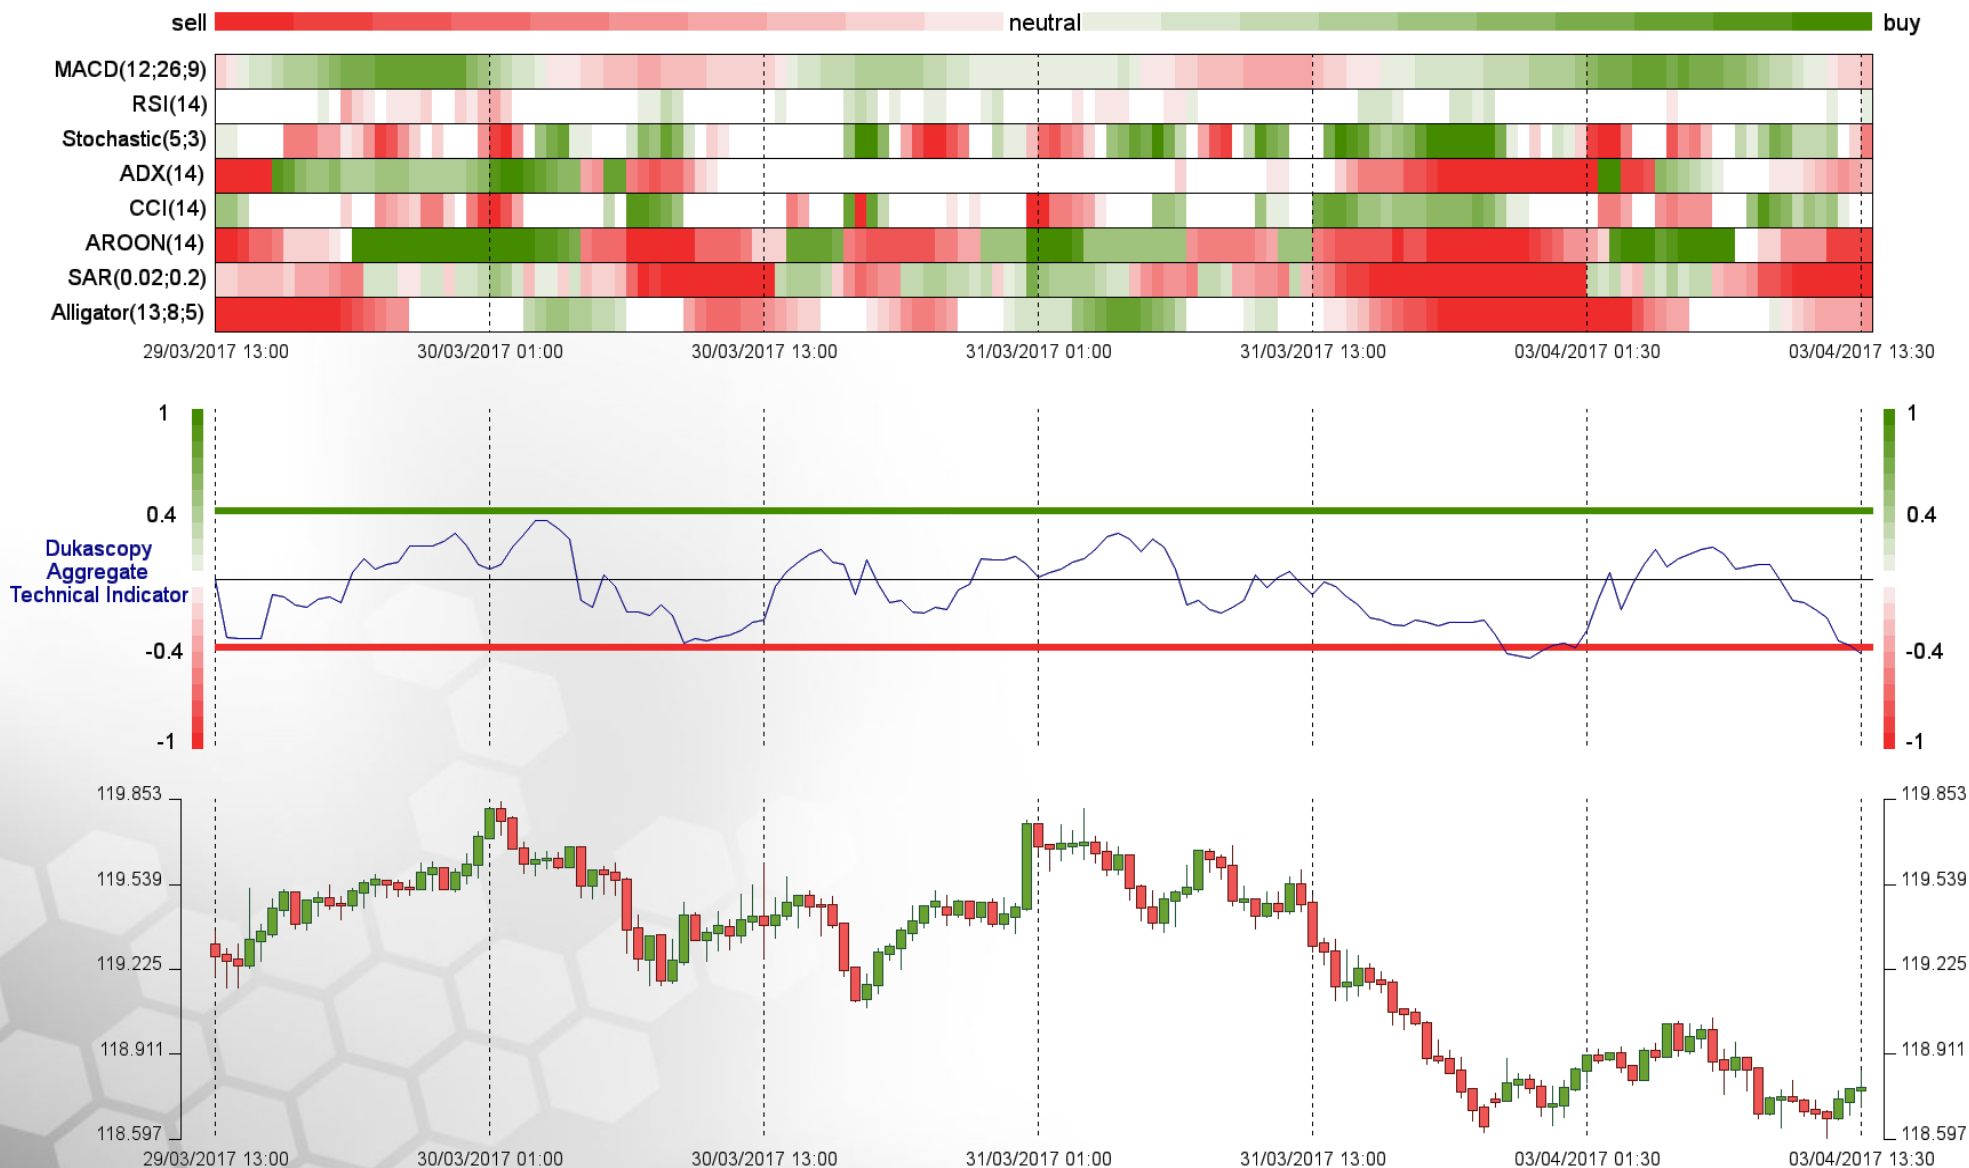 sell neutral buy
MACD(12;26;9)
RSI(14)
Stochastic(5;3)
ADX(14)
CCI(14)
AROON(14)
SAR(0.02;0.2)
Alligator(13;8;5)
29/03/2017 13:00 30/03/2017 01:00 30/03/2017 13:00 31/03/2017 01:00 31/03/2017 13:00 03/04/2017 01:30 03/04/2017 13:30
1 1
0.4 0.4
Dukascopy
Aggregate
Technical Indicator
-0.4 -0.4
-1 -1
119.853 119.853
119.539 119.539
119.225 119.225
118.911 118.911
118.597 118.597
29/03/2017 13:00 30/03/2017 01:00 30/03/2017 13:00 31/03/2017 01:00 31/03/2017 13:00 03/04/2017 01:30 03/04/2017 13:30